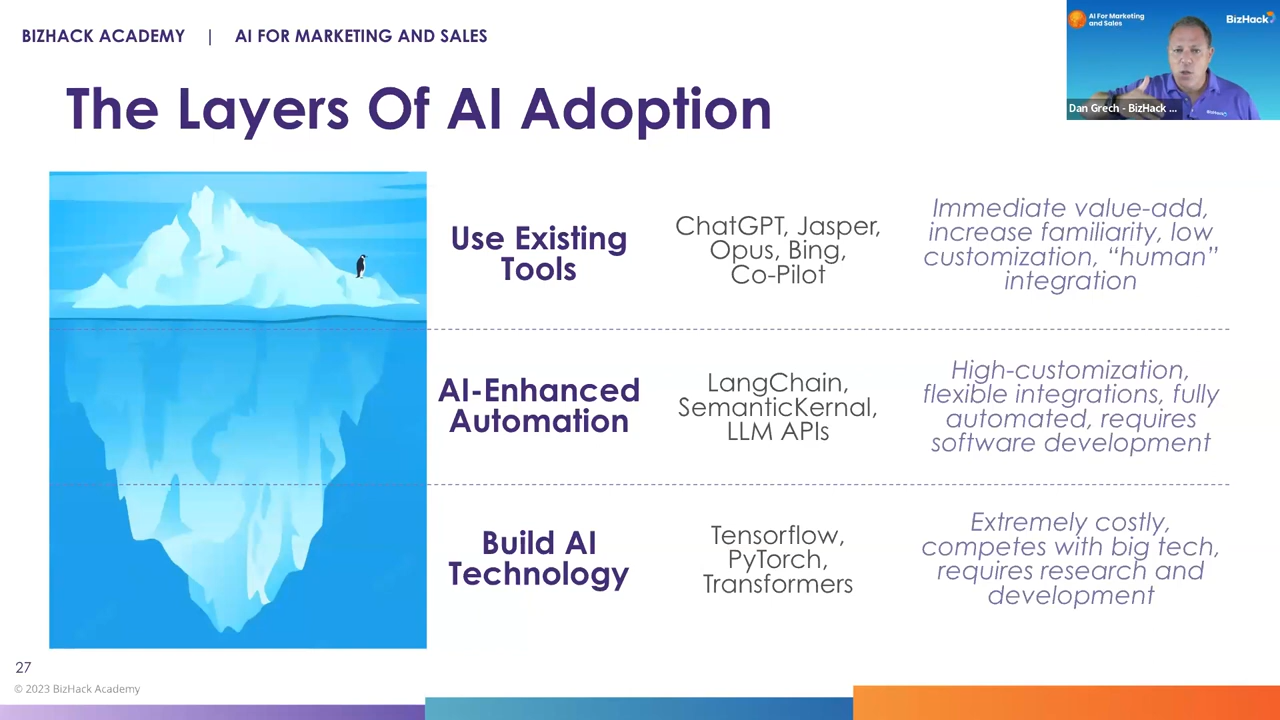 BIZHACK ACADEMY | AI FOR MARKETING AND SALES
AI For Marketing
and Sales
BizHack
Dan Grech - BizHack ...
BizHack
The Layers Of AI Adoption
Use Existing
Tools
ChatGPT, Jasper,
Opus, Bing,
Co-Pilot
Immediate value-add,
increase familiarity, low
customization, “human”
integration
AI-Enhanced
Automation
LangChain,
SemanticKernal,
LLM APIs
High-customization,
flexible integrations, fully
automated, requires
software development
Build AI
Technology
Tensorflow,
PyTorch,
Transformers
Extremely costly,
competes with big tech,
requires research and
development
27
© 2023 BizHack Academy